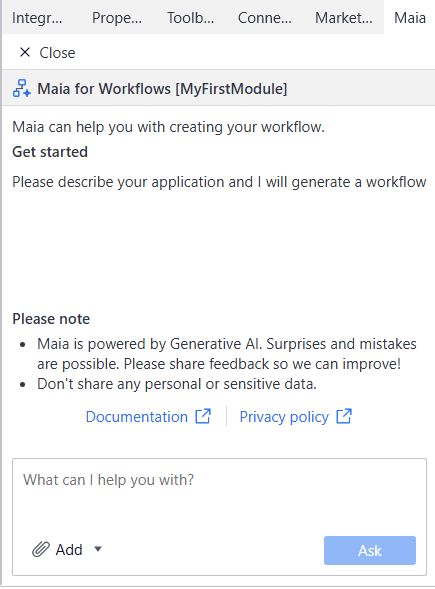 Integr... Prope... Toolb... Conne... Market... Maia
Close
Maia for Workflows [MyFirstModule]
Maia can help you with creating your workflow.
Get started
Please describe your application and I will generate a workflow
Please note
• Maia is powered by Generative AI. Surprises and mistakes
are possible. Please share feedback so we can improve!
• Don't share any personal or sensitive data.
Documentation Privacy policy
What can I help you with?
Add Ask